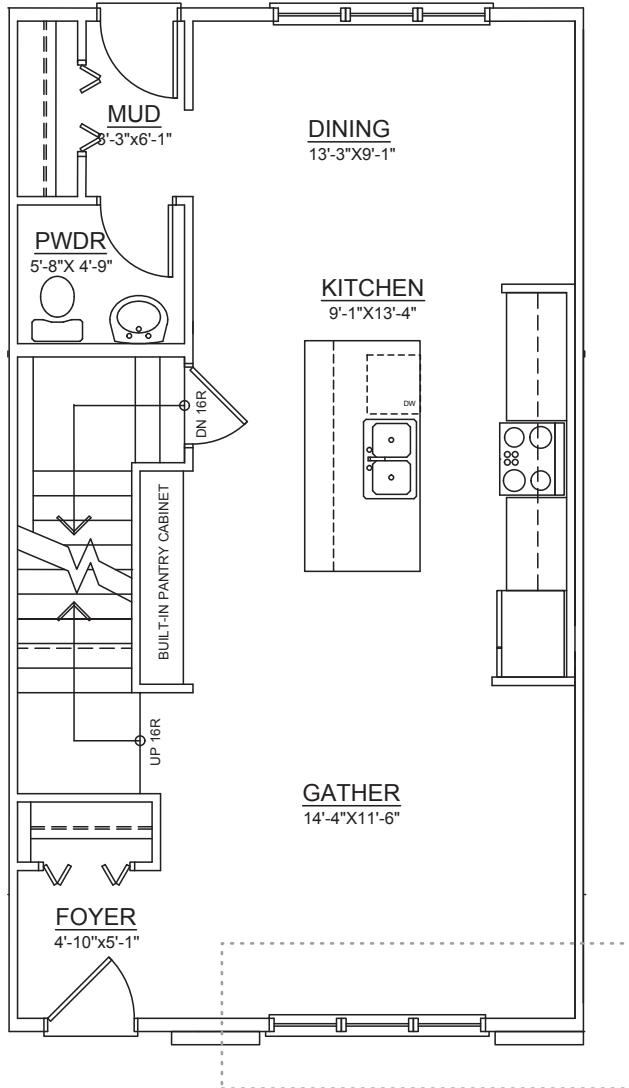 MUD
3'-3"x6'-1"
DINING
13'-3"X9'-1"
PWDR
5'-8"X 4'-9"
KITCHEN
9'-1"X13'-4"
DW
DN 16R
BUILT-IN PANTRY CABINET
UP 16R
GATHER
14'-4"X11'-6"
FOYER
4'-10"x5'-1"